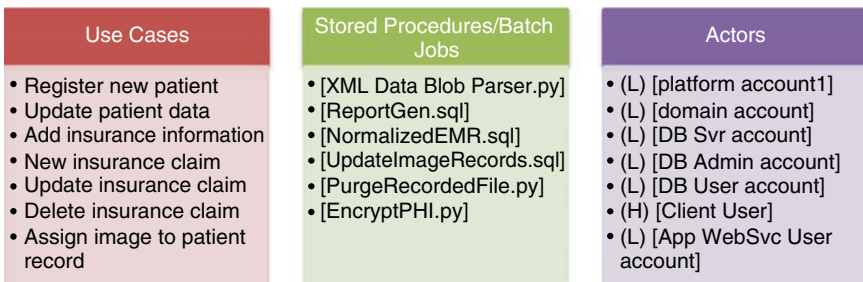 Use Cases
• Register new patient
• Update patient data
• Add insurance information
• New insurance claim
• Update insurance claim
• Delete insurance claim
• Assign image to patient
record
Stored Procedures/Batch
Jobs
• [XML Data Blob Parser.py]
• [ReportGen.sql]
• [NormalizedEMR.sql]
• [UpdateImageRecords.sql]
• [PurgeRecordedFile.py]
• [EncryptPHI.py]
Actors
• (L) [platform account1]
• (L) [domain account]
• (L) [DB Svr account]
• (L) [DB Admin account]
• (L) [DB User account]
• (H) [Client User]
• (L) [App WebSvc User
account]